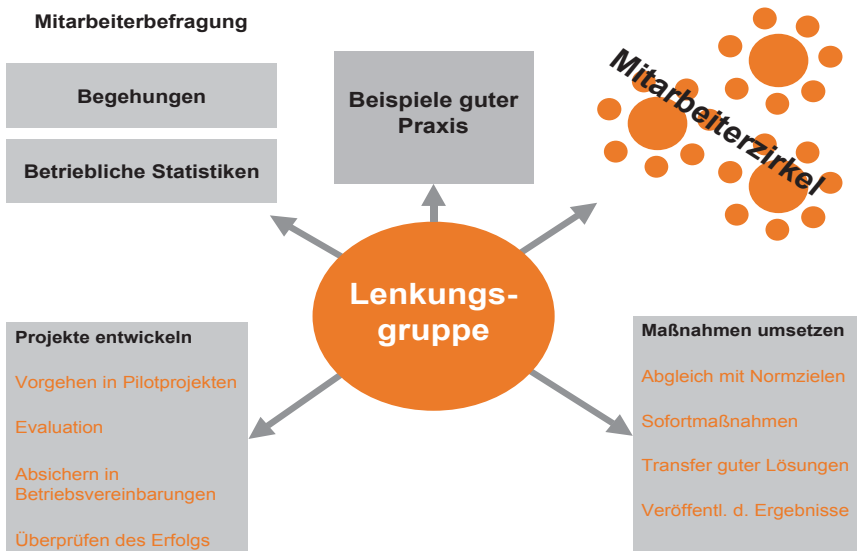 Mitarbeiterbefragung
Begehungen
Betriebliche Statistiken
Beispiele guter
Praxis
Mitarbeiterzirkel
Lenkungs-
gruppe
Projekte entwickeln
Vorgehen in Pilotprojekten
Evaluation
Absichern in
Betriebsvereinbarungen
Überprüfen des Erfolgs
Maßnahmen umsetzen
Abgleich mit Normzielen
Sofortmaßnahmen
Transfer guter Lösungen
Veröffentl. d. Ergebnisse